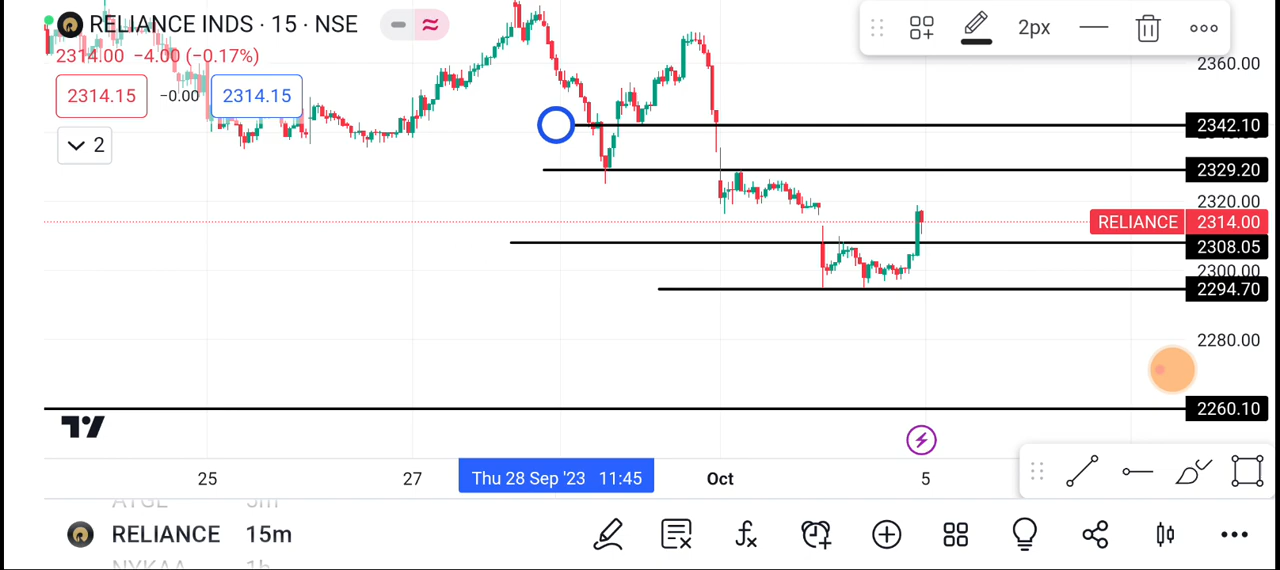 RELIANCE INDS · 15 · NSE
2314.00 −4.00 (−0.17%)
2314.15 −0.00 2314.15
2
2px
2360.00
2342.10
2329.20
2320.00
RELIANCE 2314.00
2308.05
2300.00
2294.70
2280.00
2260.10
25 27 Thu 28 Sep '23 11:45 Oct 5
RELIANCE 15m